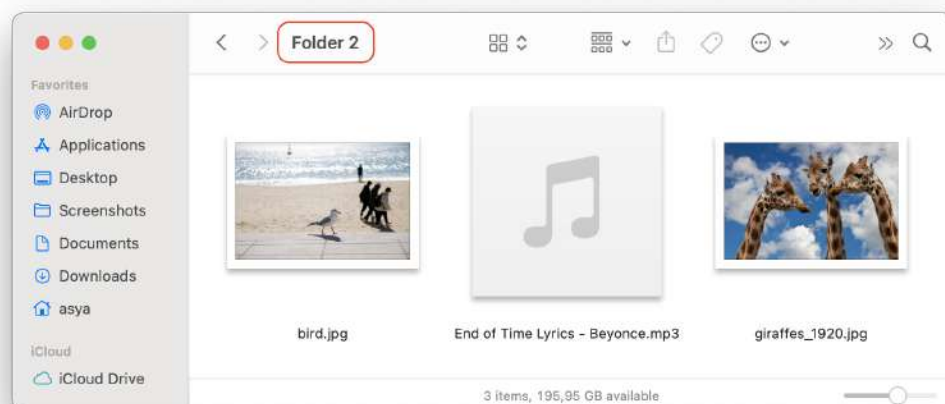 Folder 2
Favorites
AirDrop
Applications
Desktop
Screenshots
Documents
Downloads
asya
iCloud
iCloud Drive
bird.jpg
End of Time Lyrics - Beyonce.mp3
giraffes_1920.jpg
3 items, 195,95 GB available